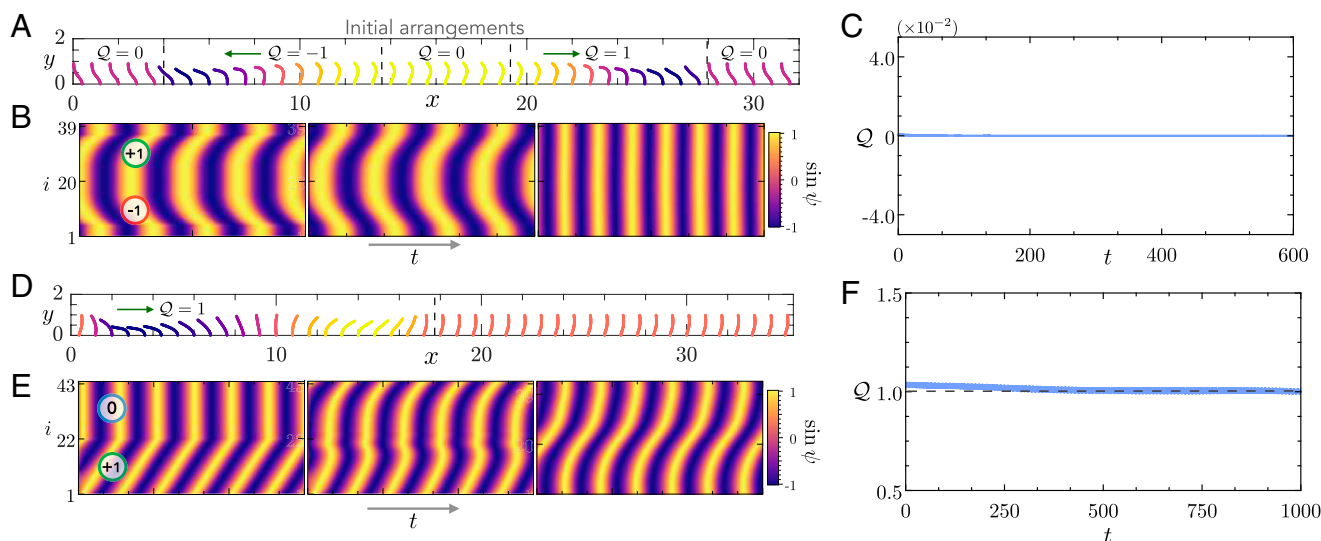 A
Initial arrangements
2
y
0
Q = 0
Q = −1
Q = 0
Q = 1
Q = 0
0
10
x
20
30
B
39
i 20
1
+1
-1
t
1
0
-1
sin ψ
C
(×10⁻²)
4.0
Q 0
-4.0
0
200
t
400
600
D
2
y
0
Q = 1
0
10
x
20
30
E
43
i
22
1
0
+1
t
1
0
-1
sin ψ
F
1.5
Q 1.0
0.5
0
250
500
750
1000
t